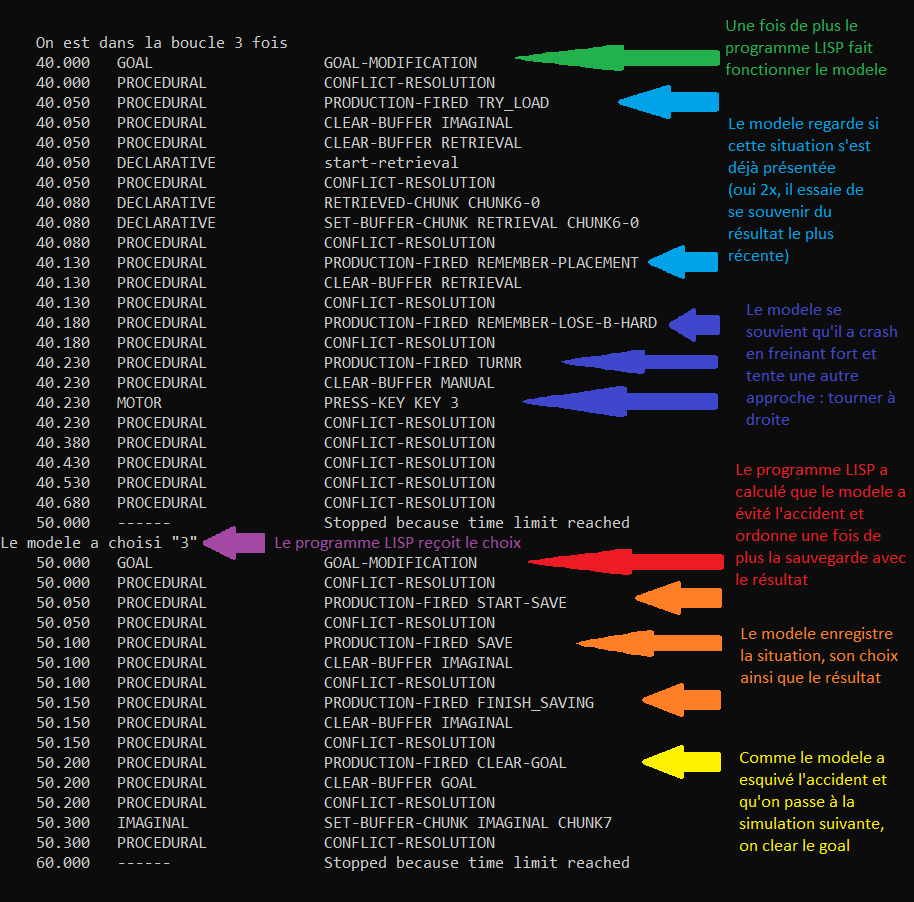 On est dans la boucle 3 fois
40.000 GOAL GOAL-MODIFICATION
40.000 PROCEDURAL CONFLICT-RESOLUTION
40.050 PROCEDURAL PRODUCTION-FIRED TRY_LOAD
40.050 PROCEDURAL CLEAR-BUFFER IMAGINAL
40.050 PROCEDURAL CLEAR-BUFFER RETRIEVAL
40.050 DECLARATIVE start-retrieval
40.050 PROCEDURAL CONFLICT-RESOLUTION
40.080 DECLARATIVE RETRIEVED-CHUNK CHUNK6-0
40.080 DECLARATIVE SET-BUFFER-CHUNK RETRIEVAL CHUNK6-0
40.080 PROCEDURAL CONFLICT-RESOLUTION
40.130 PROCEDURAL PRODUCTION-FIRED REMEMBER-PLACEMENT
40.130 PROCEDURAL CLEAR-BUFFER RETRIEVAL
40.130 PROCEDURAL CONFLICT-RESOLUTION
40.180 PROCEDURAL PRODUCTION-FIRED REMEMBER-LOSE-B-HARD
40.180 PROCEDURAL CONFLICT-RESOLUTION
40.230 PROCEDURAL PRODUCTION-FIRED TURNR
40.230 PROCEDURAL CLEAR-BUFFER MANUAL
40.230 MOTOR PRESS-KEY KEY 3
40.230 PROCEDURAL CONFLICT-RESOLUTION
40.380 PROCEDURAL CONFLICT-RESOLUTION
40.430 PROCEDURAL CONFLICT-RESOLUTION
40.530 PROCEDURAL CONFLICT-RESOLUTION
40.680 PROCEDURAL CONFLICT-RESOLUTION
50.000 ------ Stopped because time limit reached
Le modele a choisi "3"
Le programme LISP reçoit le choix
50.000 GOAL GOAL-MODIFICATION
50.000 PROCEDURAL CONFLICT-RESOLUTION
50.050 PROCEDURAL PRODUCTION-FIRED START-SAVE
50.050 PROCEDURAL CONFLICT-RESOLUTION
50.100 PROCEDURAL PRODUCTION-FIRED SAVE
50.100 PROCEDURAL CLEAR-BUFFER IMAGINAL
50.100 PROCEDURAL CONFLICT-RESOLUTION
50.150 PROCEDURAL PRODUCTION-FIRED FINISH_SAVING
50.150 PROCEDURAL CLEAR-BUFFER IMAGINAL
50.150 PROCEDURAL CONFLICT-RESOLUTION
50.200 PROCEDURAL PRODUCTION-FIRED CLEAR-GOAL
50.200 PROCEDURAL CLEAR-BUFFER GOAL
50.200 PROCEDURAL CONFLICT-RESOLUTION
50.300 IMAGINAL SET-BUFFER-CHUNK IMAGINAL CHUNK7
50.300 PROCEDURAL CONFLICT-RESOLUTION
60.000 ------ Stopped because time limit reached
Une fois de plus le
programme LISP fait
fonctionner le modele
Le modele regarde si
cette situation s'est
déjà présentée
(oui 2x, il essaie de
se souvenir du
résultat le plus
récente)
Le modele se
souvient qu'il a crash
en freinant fort et
tente une autre
approche : tourner à
droite
Le programme LISP a
calculé que le modele a
évité l'accident et
ordonne une fois de
plus la sauvegarde avec
le résultat
Le modele enregistre
la situation, son choix
ainsi que le résultat
Comme le modele a
esquivé l'accident et
qu'on passe à la
simulation suivante,
on clear le goal